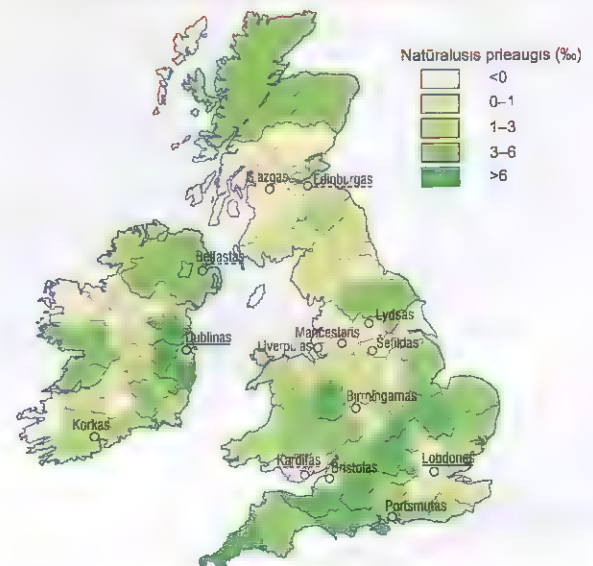 Natūralusis prieaugis (‰)
<0
0–1
1–3
3–6
>6
Edinburgas
Belfastas
Lydsas
Dublinas
Mančesteris
Šefildas
Birmingamas
Korkas
Kardifas
Bristolis
Londonas
Portsmutas